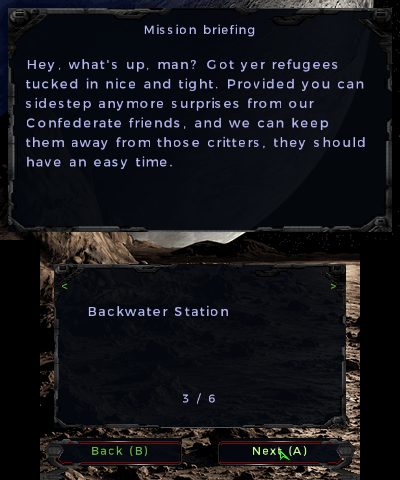 Mission briefing
Hey, what's up, man? Got yer refugees
tucked in nice and tight. Provided you can
sidestep anymore surprises from our
Confederate friends, and we can keep
them away from those critters, they should
have an easy time.
< >
Backwater Station
3 / 6
Back (B) Next (A)